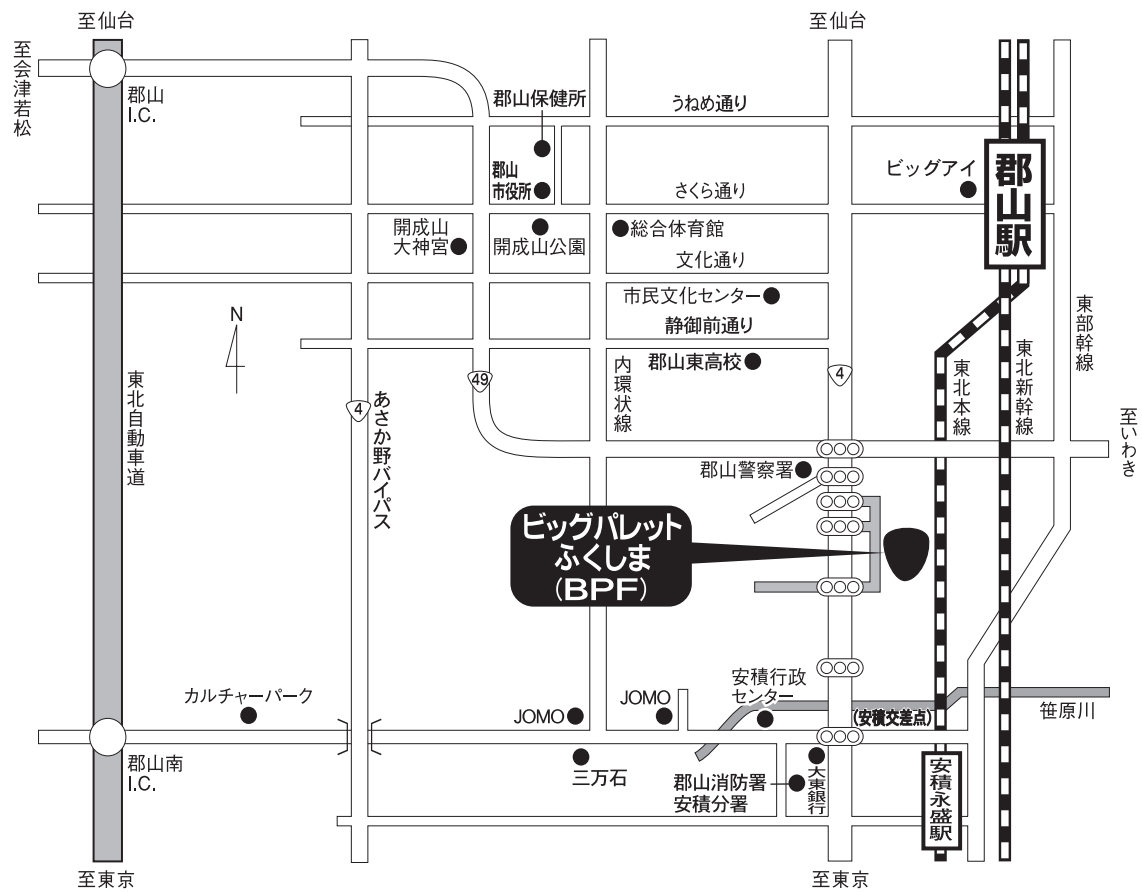 至仙台
至仙台
至会津若松
郡山
I.C.
郡山保健所
うねめ通り
郡山
市役所
ビッグアイ
郡山駅
さくら通り
開成山
大神宮
開成山公園
総合体育館
文化通り
市民文化センター
静御前通り
N
東部幹線
東北自動車道
49
内環状線
郡山東高校
4
東北本線
東北新幹線
4
あさか野バイパス
至いわき
郡山警察署
ビッグパレット
ふくしま
(BPF)
カルチャーパーク
JOMO
JOMO
安積行政
センター
(安積交差点)
笹原川
郡山南
I.C.
三万石
郡山消防署
安積分署
大東銀行
安積永盛駅
至東京
至東京